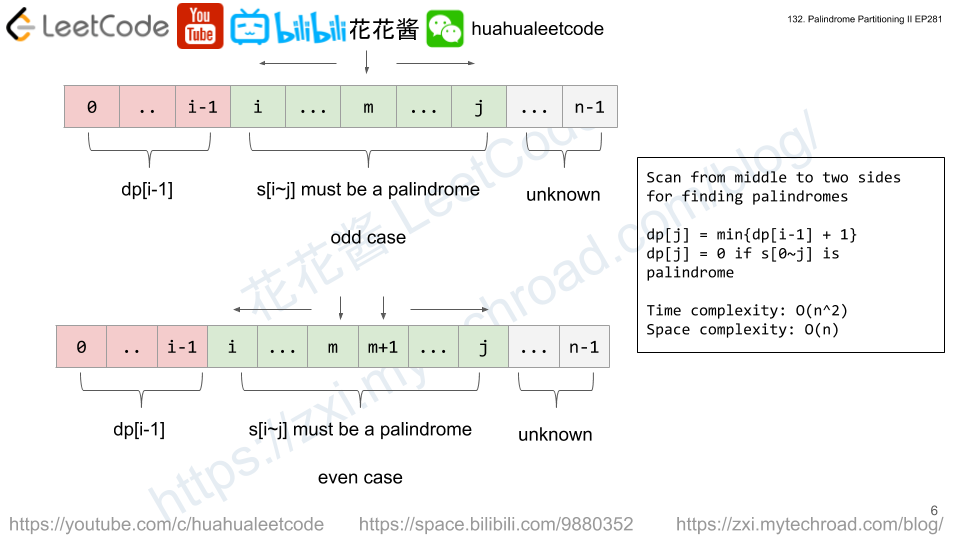 LeetCode
You
Tube
bilibili
花花酱
huahualeetcode
132. Palindrome Partitioning II EP281
0 .. i-1 i ... m ... j ... n-1
dp[i-1]
s[i~j] must be a palindrome
unknown
odd case
Scan from middle to two sides
for finding palindromes
dp[j] = min{dp[i-1] + 1}
dp[j] = 0 if s[0~j] is
palindrome
Time complexity: O(n^2)
Space complexity: O(n)
0 .. i-1 i ... m m+1 ... j ... n-1
dp[i-1]
s[i~j] must be a palindrome
unknown
even case
花花酱 LeetCode
https://zxi.mytechroad.com/blog/
6
https://youtube.com/c/huahualeetcode
https://space.bilibili.com/9880352
https://zxi.mytechroad.com/blog/